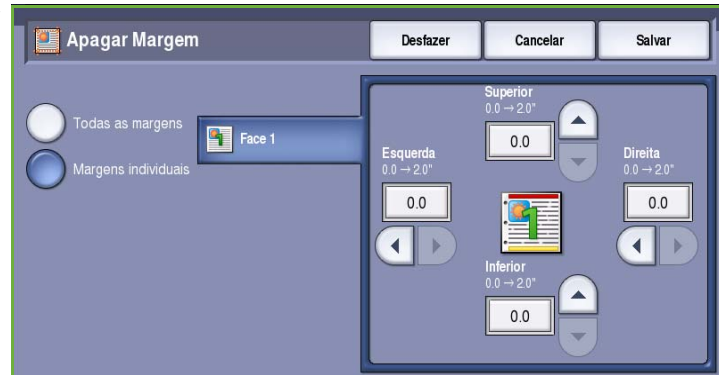 Apagar Margem
Desfazer
Cancelar
Salvar
Todas as margens
Margens individuais
Face 1
Superior
0.0 → 2.0"
0.0
Esquerda
0.0 → 2.0"
0.0
Direita
0.0 → 2.0"
0.0
1
Inferior
0.0 → 2.0"
0.0